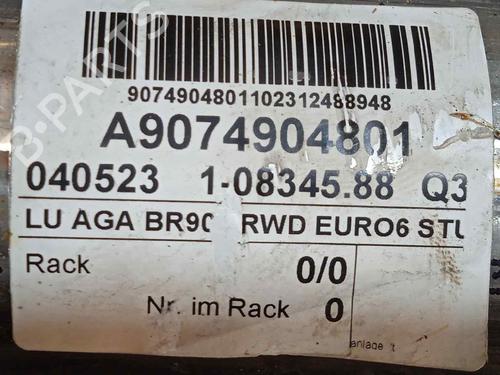 9074904801102312488948
A9074904801
040523 1-08345.88 Q3
LU AGA BR90 RWD EURO6 STU
Rack 0/0
Nr. im Rack 0
B-PARTS